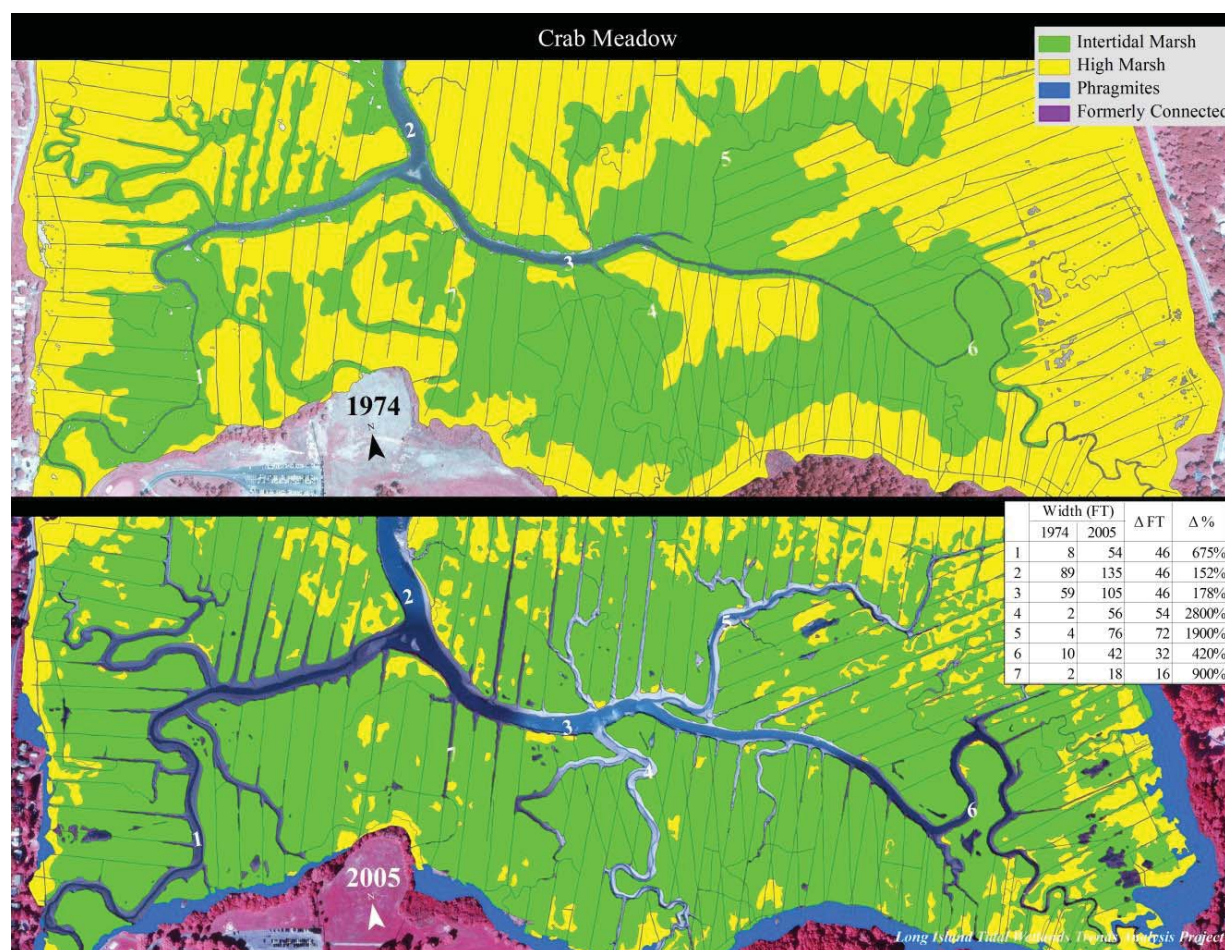 Crab Meadow
Intertidal Marsh
High Marsh
Phragmites
Formerly Connected
2
5
3
7
4
6
1
1974
N
Width (FT) Δ FT Δ %
1974 2005
1 8 54 46 675%
2 89 135 46 152%
3 59 105 46 178%
4 2 56 54 2800%
5 4 76 72 1900%
6 10 42 32 420%
7 2 18 16 900%
2
5
3
7
4
6
1
2005
N
Long Island Tidal Wetlands Trends Analysis Project